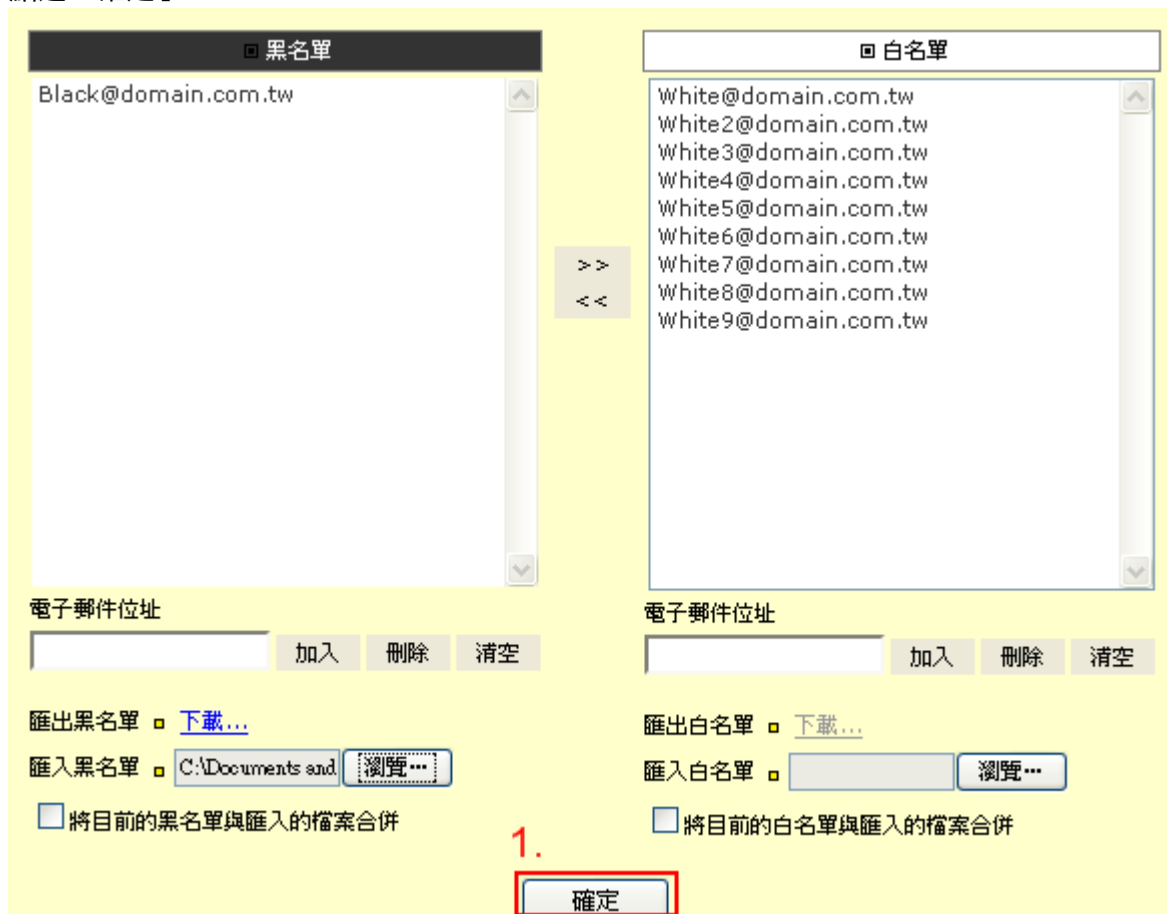 黑名單
Black@domain.com.tw
電子郵件位址
加入 刪除 清空
匯出黑名單 下載...
匯入黑名單 C:\Documents and 瀏覽…
將目前的黑名單與匯入的檔案合併
>>
<<
白名單
White@domain.com.tw
White2@domain.com.tw
White3@domain.com.tw
White4@domain.com.tw
White5@domain.com.tw
White6@domain.com.tw
White7@domain.com.tw
White8@domain.com.tw
White9@domain.com.tw
電子郵件位址
加入 刪除 清空
匯出白名單 下載...
匯入白名單 瀏覽…
將目前的白名單與匯入的檔案合併
1.
確定